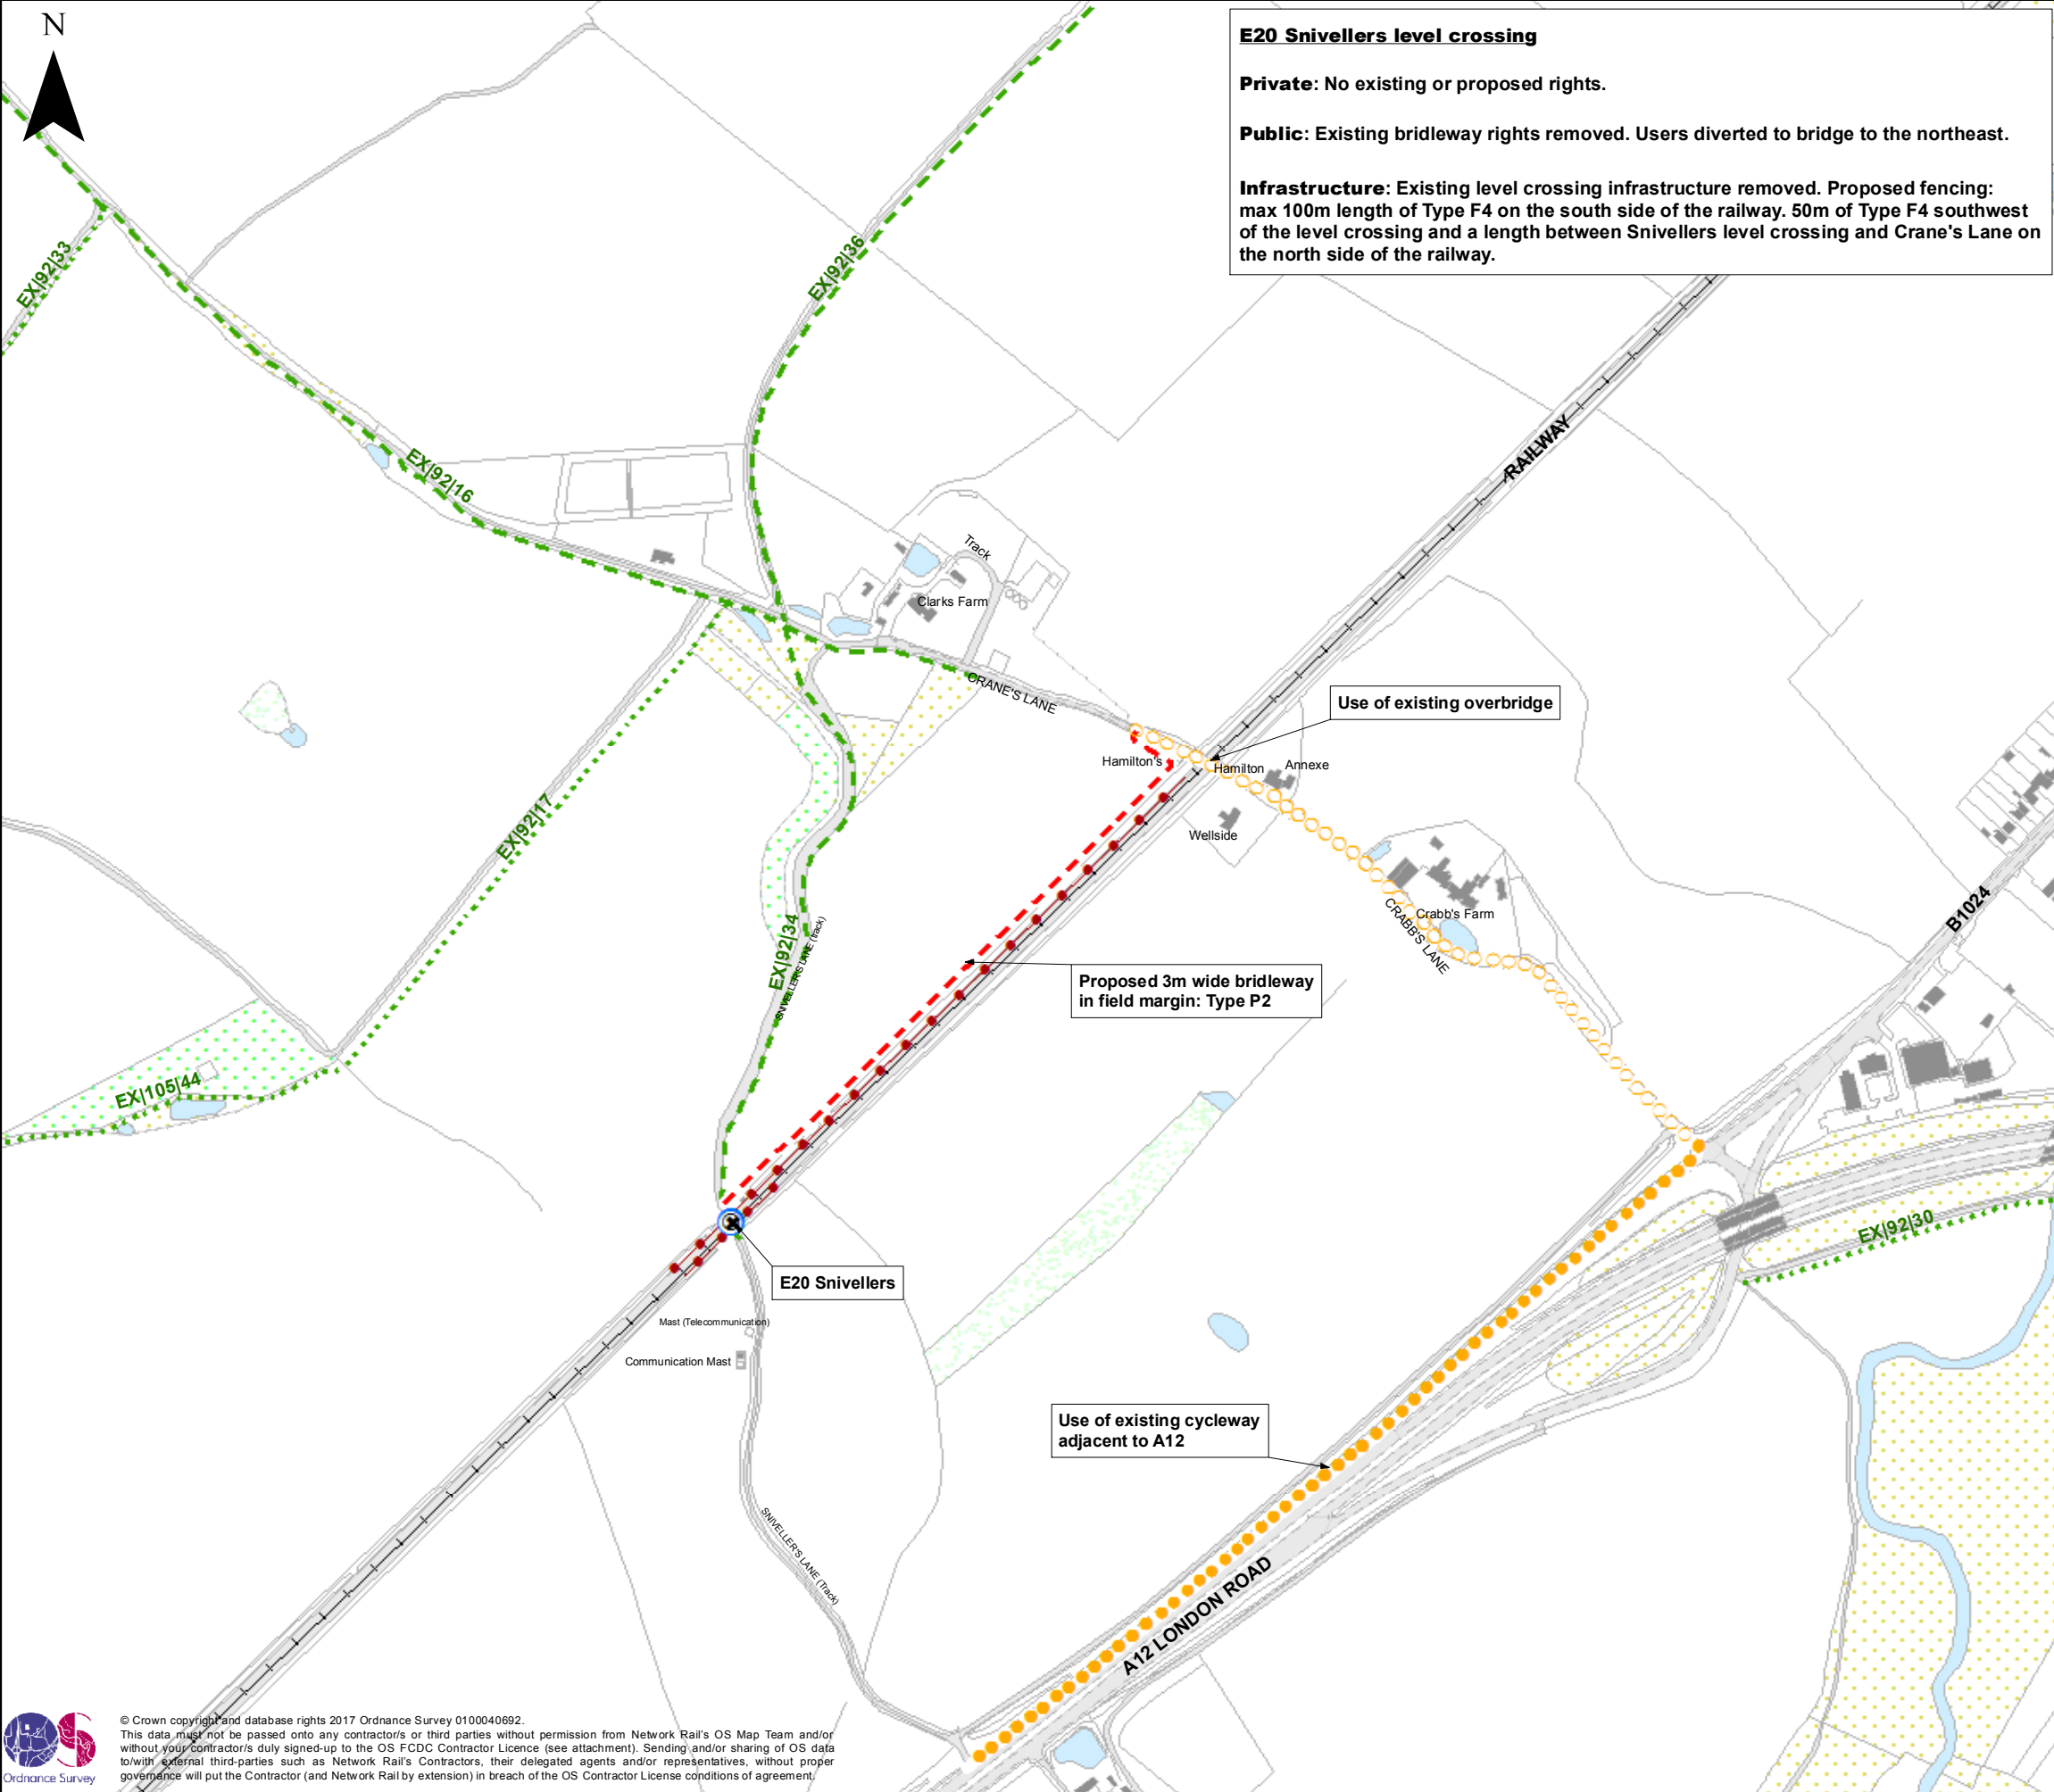 N
E20 Snivellers level crossing
Private: No existing or proposed rights.
Public: Existing bridleway rights removed. Users diverted to bridge to the northeast.
Infrastructure: Existing level crossing infrastructure removed. Proposed fencing:
max 100m length of Type F4 on the south side of the railway. 50m of Type F4 southwest
of the level crossing and a length between Snivellers level crossing and Crane's Lane on
the north side of the railway.
EX|92|33
EX|92|36
RAILWAY
EX|92|16
Track
Clarks Farm
CRANE'S LANE
Use of existing overbridge
Hamilton's
Hamilton
Annexe
Wellside
EX|92|17
Crabb's Farm
CRABB'S LANE
B1024
EX|92|34
SNIVELLER'S LANE (Track)
Proposed 3m wide bridleway
in field margin: Type P2
EX|105|44
EX|92|30
E20 Snivellers
Mast (Telecommunication)
Communication Mast
Use of existing cycleway
adjacent to A12
SNIVELLER'S LANE (Track)
A12 LONDON ROAD
Ordnance Survey
© Crown copyright and database rights 2017 Ordnance Survey 0100040692.
This data must not be passed onto any contractor/s or third parties without permission from Network Rail's OS Map Team and/or
without your contractor/s duly signed-up to the OS FCDC Contractor Licence (see attachment). Sending and/or sharing of OS data
to/with external third-parties such as Network Rail's Contractors, their delegated agents and/or representatives, without proper
governance will put the Contractor (and Network Rail by extension) in breach of the OS Contractor License conditions of agreement.